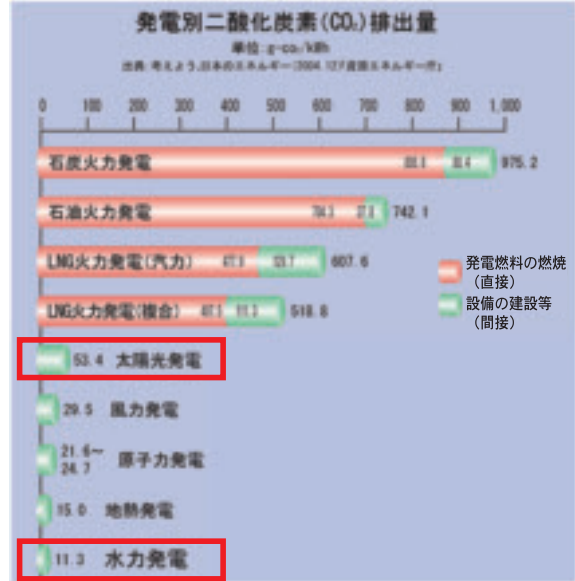 発電別二酸化炭素(CO₂)排出量
単位:g-co₂/kWh
0 100 200 300 400 500 600 700 800 900 1,000
石炭火力発電 975.2
石油火力発電 742.1
LNG火力発電(汽力) 607.6
LNG火力発電(複合) 518.8
発電燃料の燃焼
(直接)
設備の建設等
(間接)
53.4 太陽光発電
29.5 風力発電
21.6~
24.7 原子力発電
15.0 地熱発電
11.3 水力発電